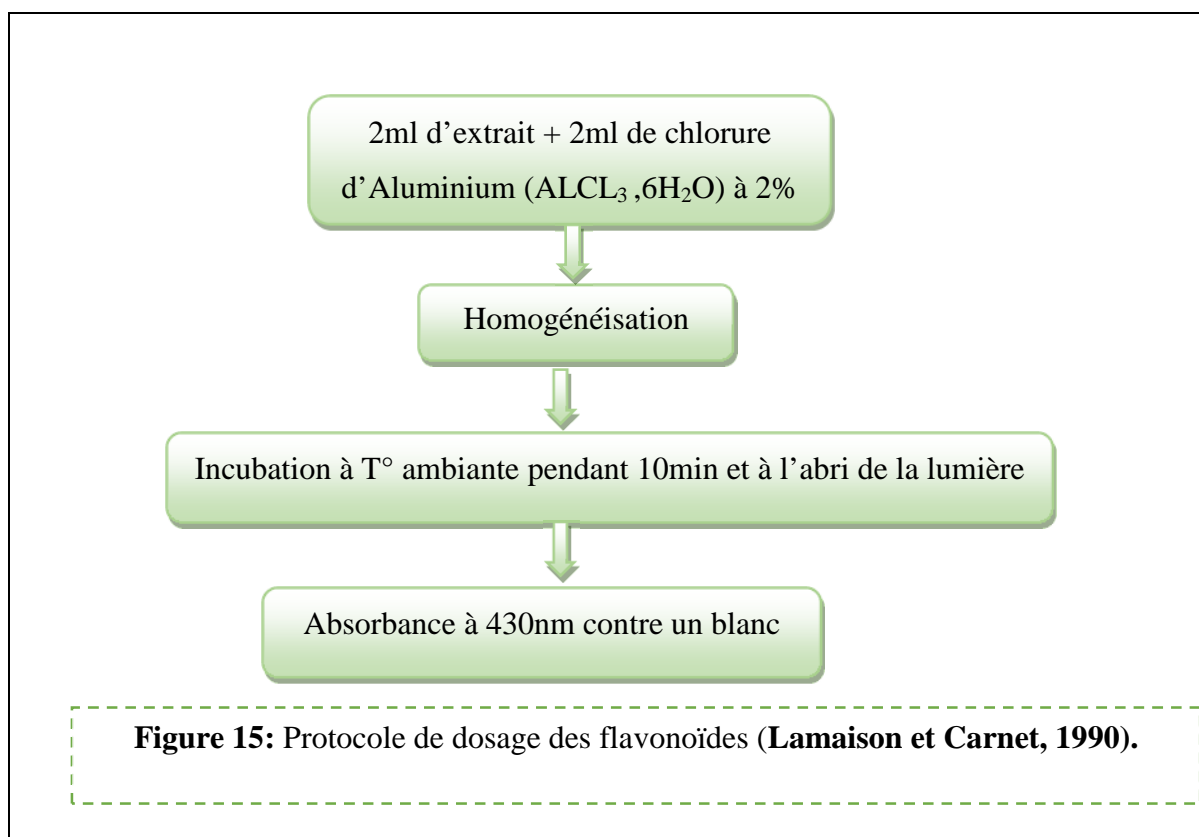 2ml d’extrait + 2ml de chlorure
d’Aluminium (ALCL₃ ,6H₂O) à 2%
Homogénéisation
Incubation à T° ambiante pendant 10min et à l’abri de la lumière
Absorbance à 430nm contre un blanc
Figure 15: Protocole de dosage des flavonoïdes (Lamaison et Carnet, 1990).